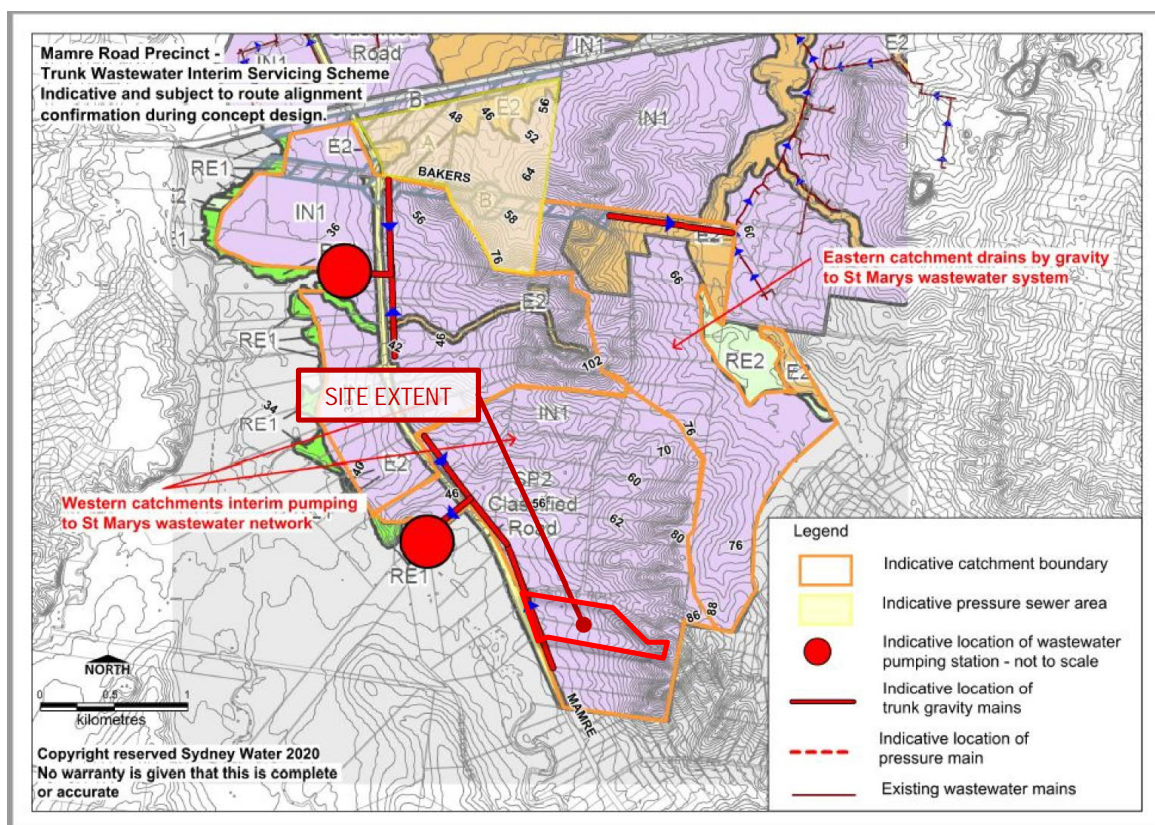 Mamre Road Precinct -
Trunk Wastewater Interim Servicing Scheme
Indicative and subject to route alignment
confirmation during concept design.
Road
IN1
E2
B
IN1
48
46
E2
56
52
64
A
E2
RE1
BAKERS
B
58
56
76
IN1
36
E2
60
66
Eastern catchment drains by gravity
to St Marys wastewater system
E2
RE1
42
46
102
RE2
E2
SITE EXTENT
IN1
34
RE1
40
E2
76
70
60
Western catchments interim pumping
to St Marys wastewater network
46
SP2
56
Classified
Road
62
80
76
RE1
88
86
MAMRE
NORTH
0 0.5 1
kilometres
Copyright reserved Sydney Water 2020
No warranty is given that this is complete
or accurate
Legend
Indicative catchment boundary
Indicative pressure sewer area
Indicative location of wastewater
pumping station - not to scale
Indicative location of
trunk gravity mains
Indicative location of
pressure main
Existing wastewater mains